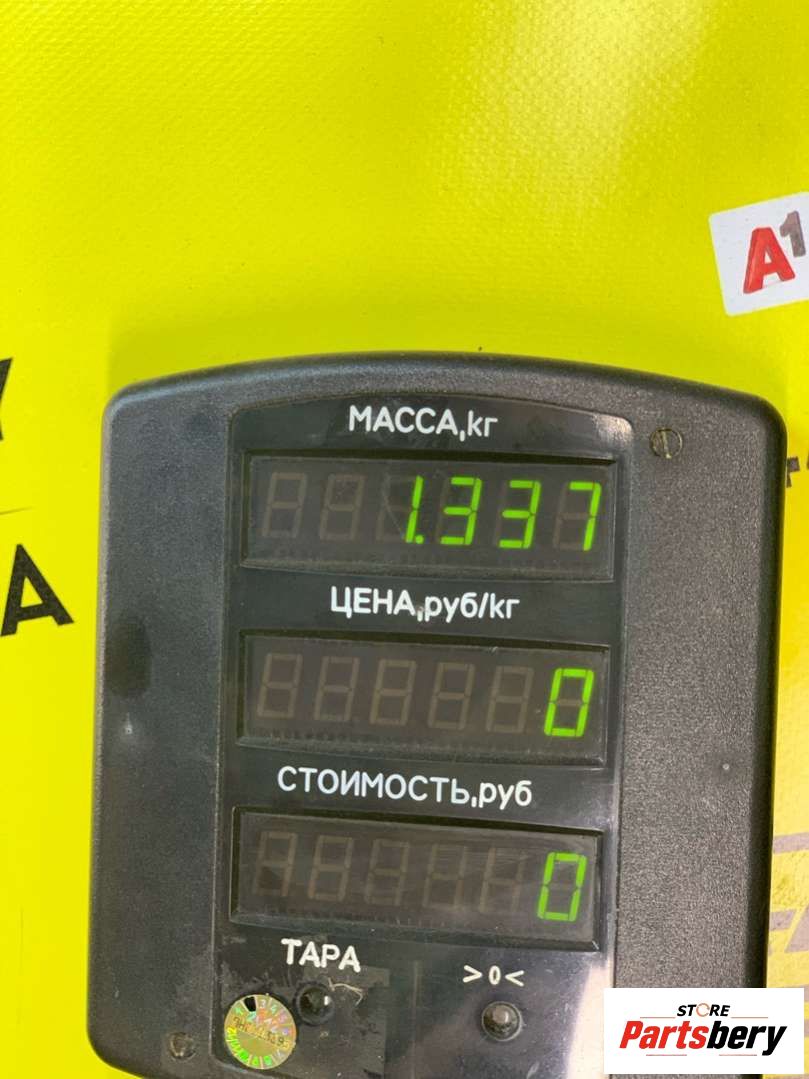 A1
МАССА,кг
1.337
ЦЕНА,руб/кг
0
А
СТОИМОСТЬ,руб
0
ТАРА
>0<
STORE
Partsbery